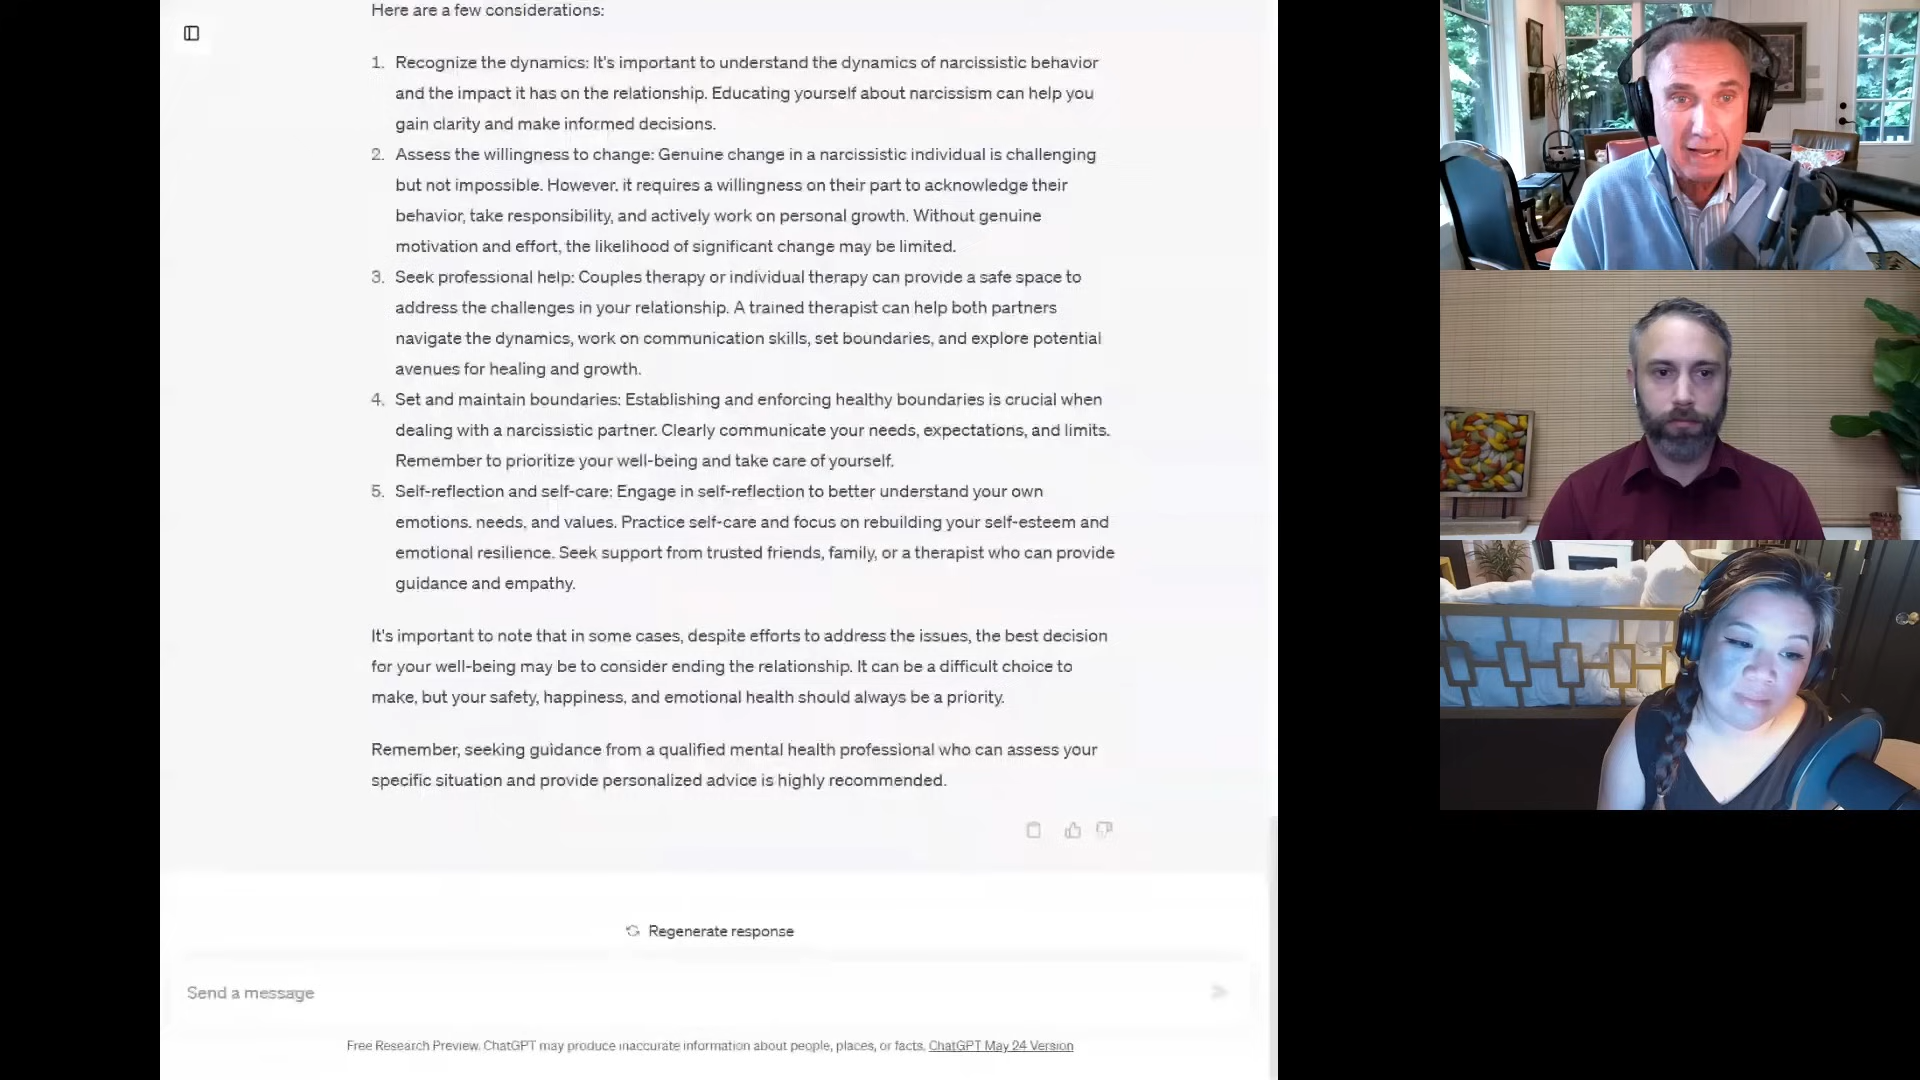 Here are a few considerations:
1. Recognize the dynamics: It's important to understand the dynamics of narcissistic behavior
and the impact it has on the relationship. Educating yourself about narcissism can help you
gain clarity and make informed decisions.
2. Assess the willingness to change: Genuine change in a narcissistic individual is challenging
but not impossible. However, it requires a willingness on their part to acknowledge their
behavior, take responsibility, and actively work on personal growth. Without genuine
motivation and effort, the likelihood of significant change may be limited.
3. Seek professional help: Couples therapy or individual therapy can provide a safe space to
address the challenges in your relationship. A trained therapist can help both partners
navigate the dynamics, work on communication skills, set boundaries, and explore potential
avenues for healing and growth.
4. Set and maintain boundaries: Establishing and enforcing healthy boundaries is crucial when
dealing with a narcissistic partner. Clearly communicate your needs, expectations, and limits.
Remember to prioritize your well-being and take care of yourself.
5. Self-reflection and self-care: Engage in self-reflection to better understand your own
emotions, needs, and values. Practice self-care and focus on rebuilding your self-esteem and
emotional resilience. Seek support from trusted friends, family, or a therapist who can provide
guidance and empathy.
It's important to note that in some cases, despite efforts to address the issues, the best decision
for your well-being may be to consider ending the relationship. It can be a difficult choice to
make, but your safety, happiness, and emotional health should always be a priority.
Remember, seeking guidance from a qualified mental health professional who can assess your
specific situation and provide personalized advice is highly recommended.
Regenerate response
Send a message
Free Research Preview. ChatGPT may produce inaccurate information about people, places, or facts. ChatGPT May 24 Version